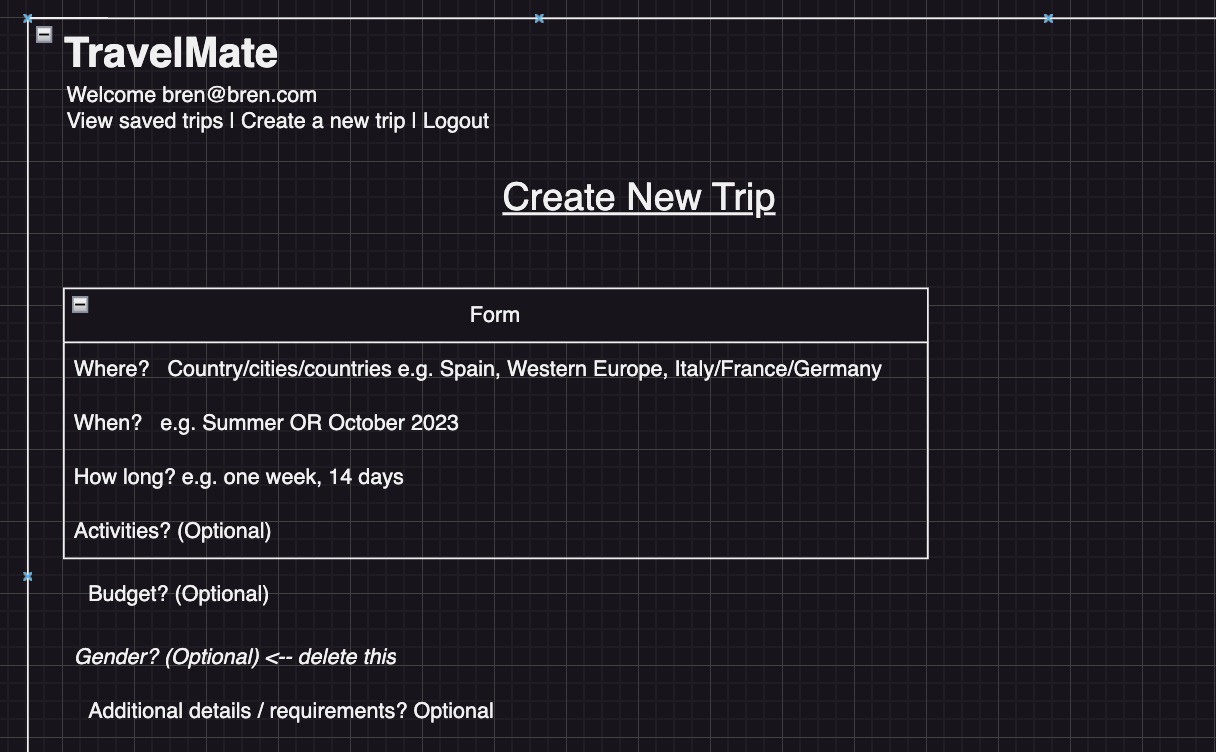 TravelMate
Welcome bren@bren.com
View saved trips | Create a new trip | Logout
Create New Trip
Form
Where? Country/cities/countries e.g. Spain, Western Europe, Italy/France/Germany
When? e.g. Summer OR October 2023
How long? e.g. one week, 14 days
Activities? (Optional)
Budget? (Optional)
Gender? (Optional) <-- delete this
Additional details / requirements? Optional